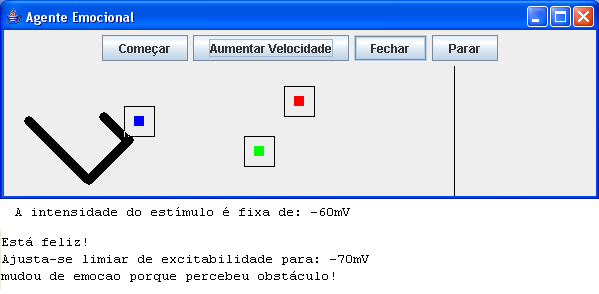 Agente Emocional
Começar Aumentar Velocidade Fechar Parar
A intensidade do estímulo é fixa de: -60mV
Está feliz!
Ajusta-se limiar de excitabilidade para: -70mV
mudou de emocao porque percebeu obstáculo!